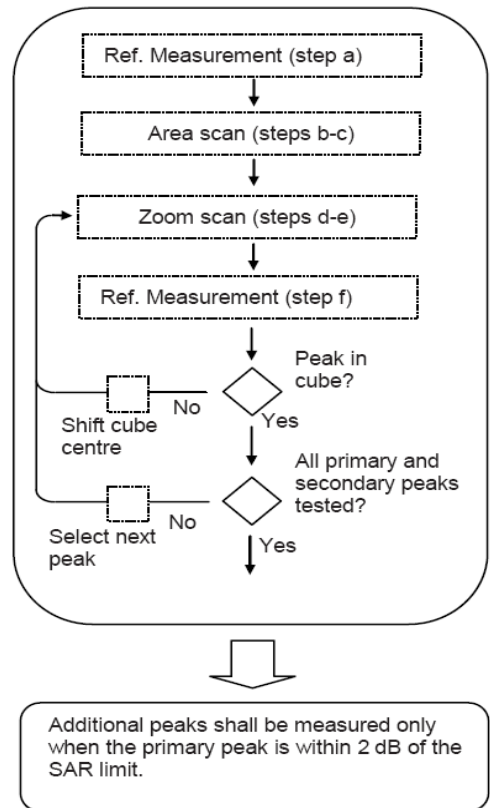 Ref. Measurement (step a)
Area scan (steps b-c)
Zoom scan (steps d-e)
Ref. Measurement (step f)
Peak in
cube?
No
Yes
Shift cube
centre
All primary and
secondary peaks
tested?
No
Yes
Select next
peak
Additional peaks shall be measured only
when the primary peak is within 2 dB of the
SAR limit.